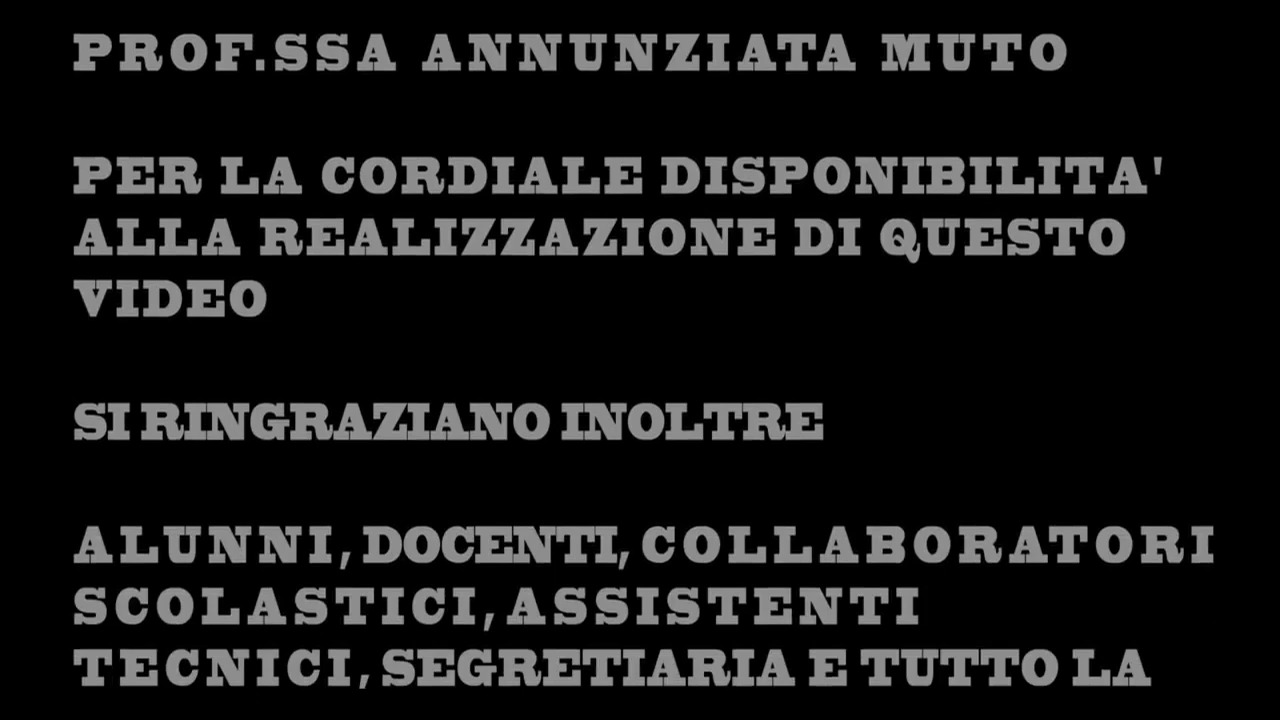 PROF.SSA ANNUNZIATA MUTO
PER LA CORDIALE DISPONIBILITA'
ALLA REALIZZAZIONE DI QUESTO
VIDEO
SI RINGRAZIANO INOLTRE
ALUNNI, DOCENTI, COLLABORATORI
SCOLASTICI, ASSISTENTI
TECNICI, SEGRETIARIA E TUTTO LA